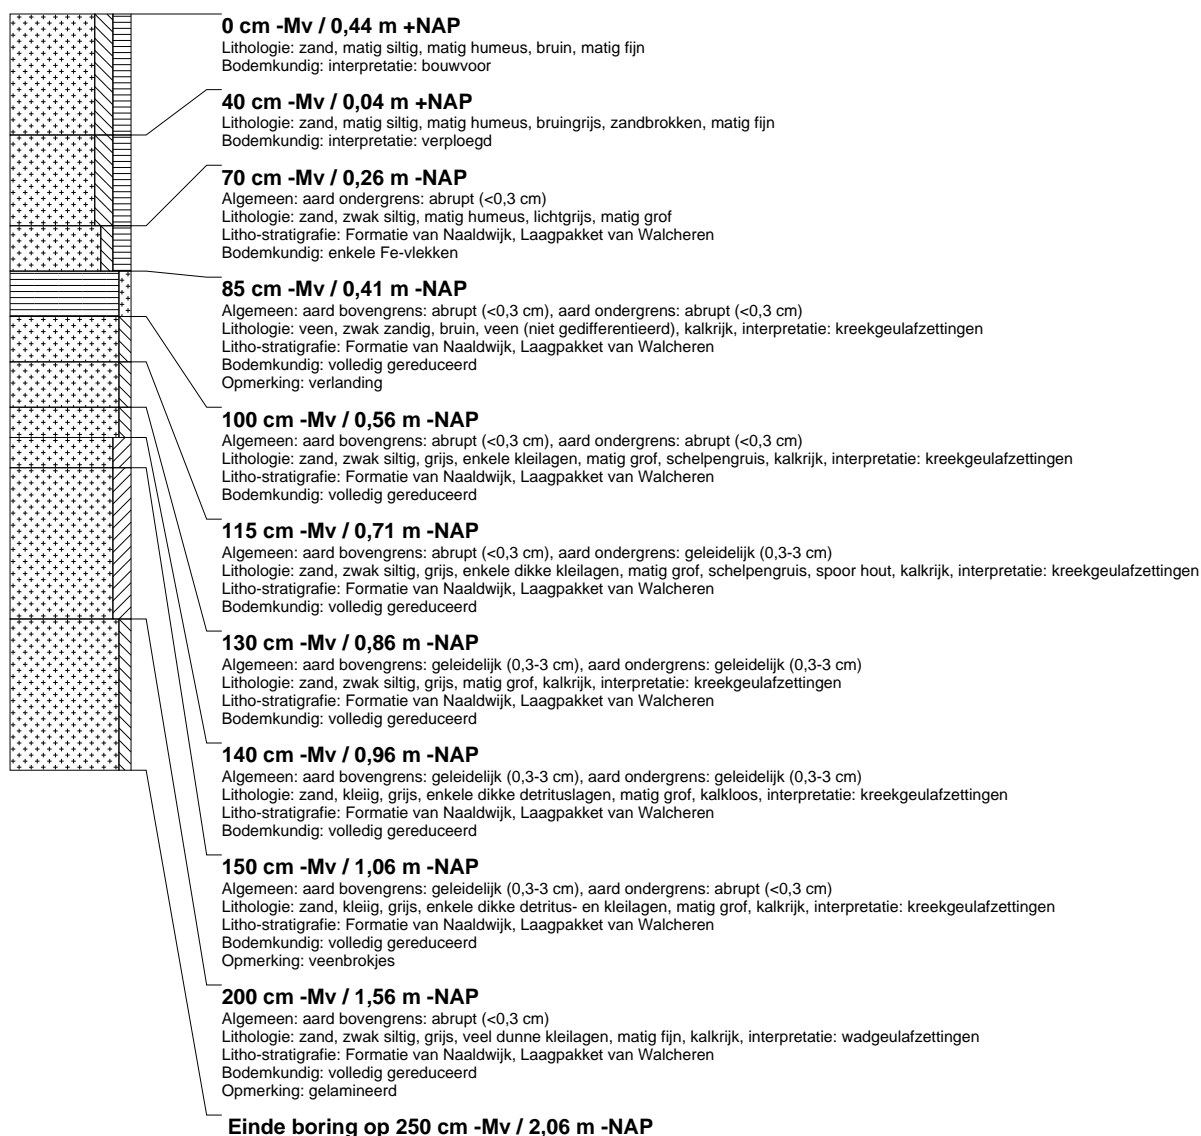 0 cm -Mv / 0,44 m +NAP
Lithologie: zand, matig siltig, matig humeus, bruin, matig fijn
Bodemkundig: interpretatie: bouwvoor
40 cm -Mv / 0,04 m +NAP
Lithologie: zand, matig siltig, matig humeus, bruingrijs, zandbrokken, matig fijn
Bodemkundig: interpretatie: verploegd
70 cm -Mv / 0,26 m -NAP
Algemeen: aard ondergrens: abrupt (<0,3 cm)
Lithologie: zand, zwak siltig, matig humeus, lichtgrijs, matig grof
Litho-stratigrafie: Formatie van Naaldwijk, Laagpakket van Walcheren
Bodemkundig: enkele Fe-vlekken
85 cm -Mv / 0,41 m -NAP
Algemeen: aard bovengrens: abrupt (<0,3 cm), aard ondergrens: abrupt (<0,3 cm)
Lithologie: veen, zwak zandig, bruin, veen (niet gedifferentieerd), kalkrijk, interpretatie: kreekgeulafzettingen
Litho-stratigrafie: Formatie van Naaldwijk, Laagpakket van Walcheren
Bodemkundig: volledig gereduceerd
Opmerking: verlanding
100 cm -Mv / 0,56 m -NAP
Algemeen: aard bovengrens: abrupt (<0,3 cm), aard ondergrens: abrupt (<0,3 cm)
Lithologie: zand, zwak siltig, grijs, enkele kleilagen, matig grof, schelpengruis, kalkrijk, interpretatie: kreekgeulafzettingen
Litho-stratigrafie: Formatie van Naaldwijk, Laagpakket van Walcheren
Bodemkundig: volledig gereduceerd
115 cm -Mv / 0,71 m -NAP
Algemeen: aard bovengrens: abrupt (<0,3 cm), aard ondergrens: geleidelijk (0,3-3 cm)
Lithologie: zand, zwak siltig, grijs, enkele dikke kleilagen, matig grof, schelpengruis, spoor hout, kalkrijk, interpretatie: kreekgeulafzettingen
Litho-stratigrafie: Formatie van Naaldwijk, Laagpakket van Walcheren
Bodemkundig: volledig gereduceerd
130 cm -Mv / 0,86 m -NAP
Algemeen: aard bovengrens: geleidelijk (0,3-3 cm), aard ondergrens: geleidelijk (0,3-3 cm)
Lithologie: zand, zwak siltig, grijs, matig grof, kalkrijk, interpretatie: kreekgeulafzettingen
Litho-stratigrafie: Formatie van Naaldwijk, Laagpakket van Walcheren
Bodemkundig: volledig gereduceerd
140 cm -Mv / 0,96 m -NAP
Algemeen: aard bovengrens: geleidelijk (0,3-3 cm), aard ondergrens: geleidelijk (0,3-3 cm)
Lithologie: zand, kleiig, grijs, enkele dikke detrituslagen, matig grof, kalkloos, interpretatie: kreekgeulafzettingen
Litho-stratigrafie: Formatie van Naaldwijk, Laagpakket van Walcheren
Bodemkundig: volledig gereduceerd
150 cm -Mv / 1,06 m -NAP
Algemeen: aard bovengrens: geleidelijk (0,3-3 cm), aard ondergrens: abrupt (<0,3 cm)
Lithologie: zand, kleiig, grijs, enkele dikke detritus- en kleilagen, matig grof, kalkrijk, interpretatie: kreekgeulafzettingen
Litho-stratigrafie: Formatie van Naaldwijk, Laagpakket van Walcheren
Bodemkundig: volledig gereduceerd
Opmerking: veenbrokjes
200 cm -Mv / 1,56 m -NAP
Algemeen: aard bovengrens: abrupt (<0,3 cm)
Lithologie: zand, zwak siltig, grijs, veel dunne kleilagen, matig fijn, kalkrijk, interpretatie: wadgeulafzettingen
Litho-stratigrafie: Formatie van Naaldwijk, Laagpakket van Walcheren
Bodemkundig: volledig gereduceerd
Opmerking: gelamineerd
Einde boring op 250 cm -Mv / 2,06 m -NAP